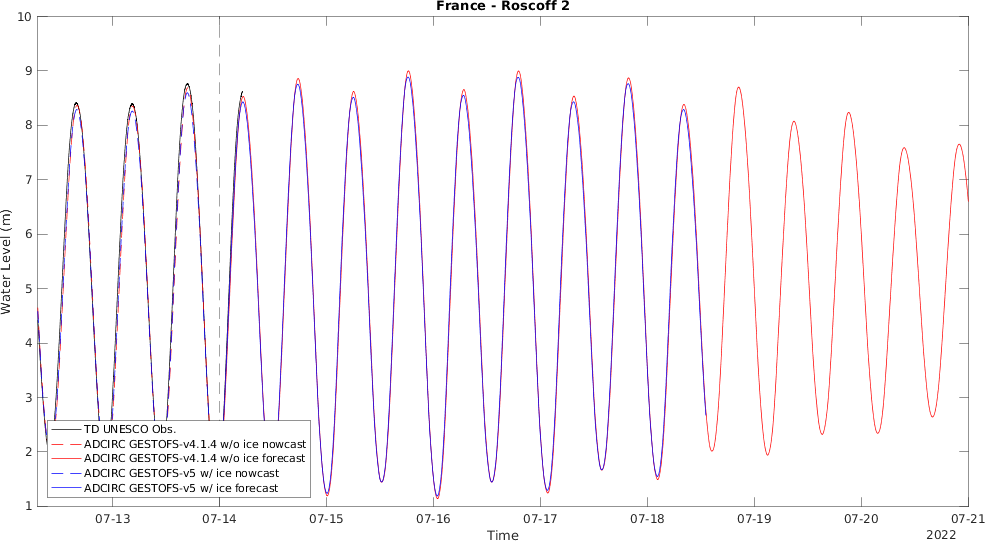 France - Roscoff 2
10
9
8
7
6
5
4
3
2
1
Water Level (m)
TD UNESCO Obs.
ADCIRC GESTOFS-v4.1.4 w/o ice nowcast
ADCIRC GESTOFS-v4.1.4 w/o ice forecast
ADCIRC GESTOFS-v5 w/ ice nowcast
ADCIRC GESTOFS-v5 w/ ice forecast
07-13 07-14 07-15 07-16 07-17 07-18 07-19 07-20 07-21
Time
2022